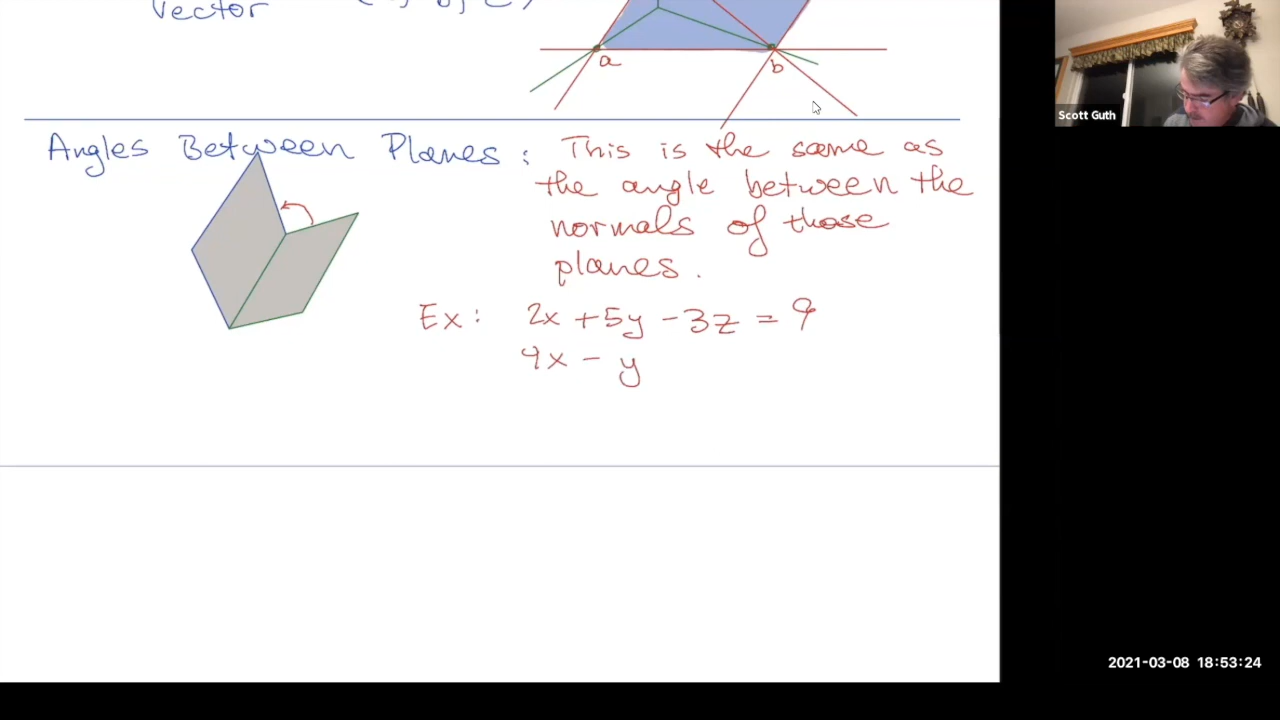 Vector
a
b
Angles Between Planes : This is the same as
the angle between the
normals of those
planes.
Ex: 2x + 5y - 3z = 9
4x - y
Scott Guth
2021-03-08 18:53:24